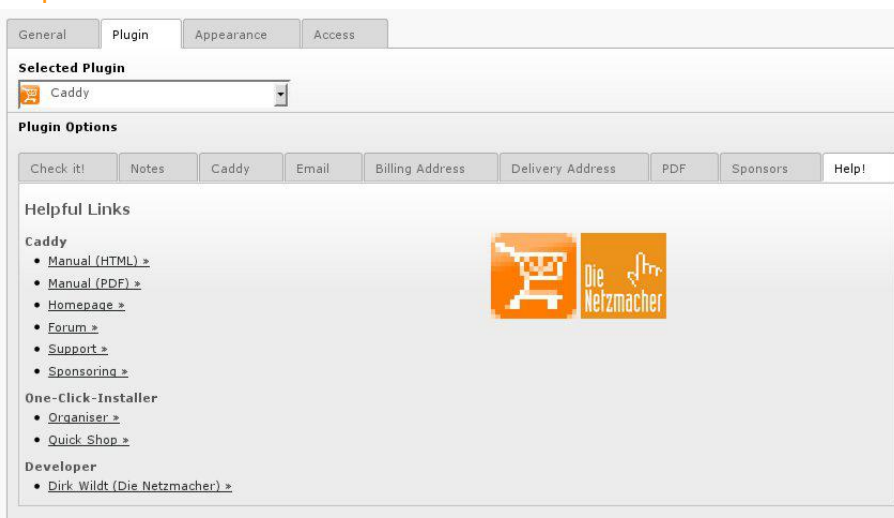 General Plugin Appearance Access
Selected Plugin
Caddy
Plugin Options
Check it! Notes Caddy Email Billing Address Delivery Address PDF Sponsors Help!
Helpful Links
Caddy
Manual (HTML) »
Manual (PDF) »
Homepage »
Forum »
Support »
Sponsoring »
Die
Netzmacher
One-Click-Installer
Organiser »
Quick Shop »
Developer
Dirk Wildt (Die Netzmacher) »